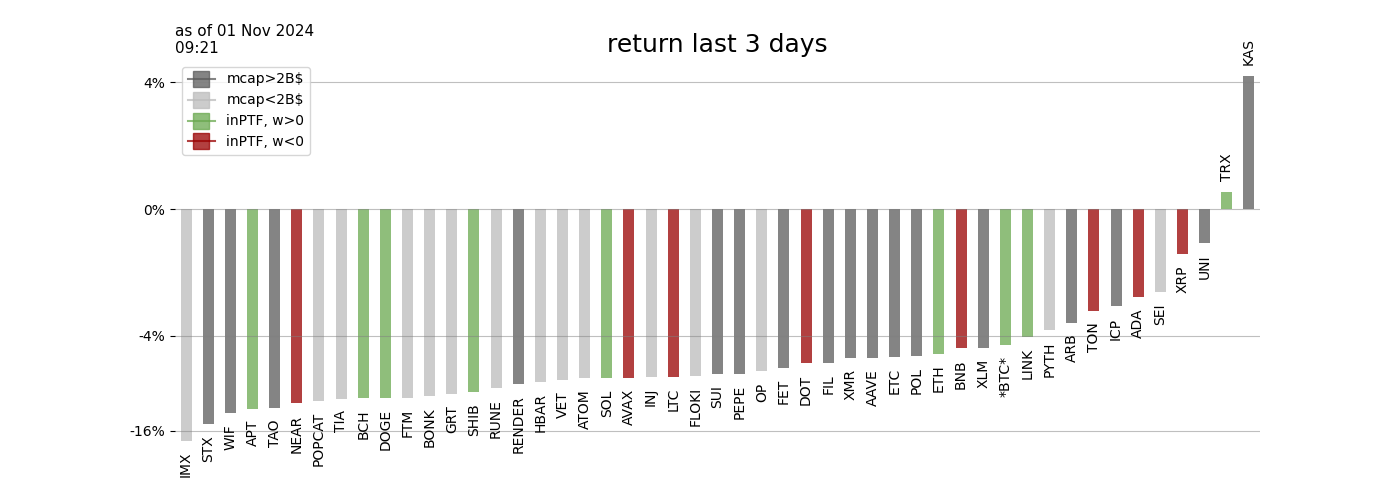 as of 01 Nov 2024
09:21
return last 3 days
mcap>2B$
mcap<2B$
inPTF, w>0
inPTF, w<0
4%
0%
-4%
-16%
IMX
STX
WIF
APT
TAO
NEAR
POPCAT
TIA
BCH
DOGE
FTM
BONK
GRT
SHIB
RUNE
RENDER
HBAR
VET
ATOM
SOL
AVAX
INJ
LTC
FLOKI
SUI
PEPE
OP
FET
DOT
FIL
XMR
AAVE
ETC
POL
ETH
BNB
XLM
*BTC*
LINK
PYTH
ARB
TON
ICP
ADA
SEI
XRP
UNI
TRX
KAS